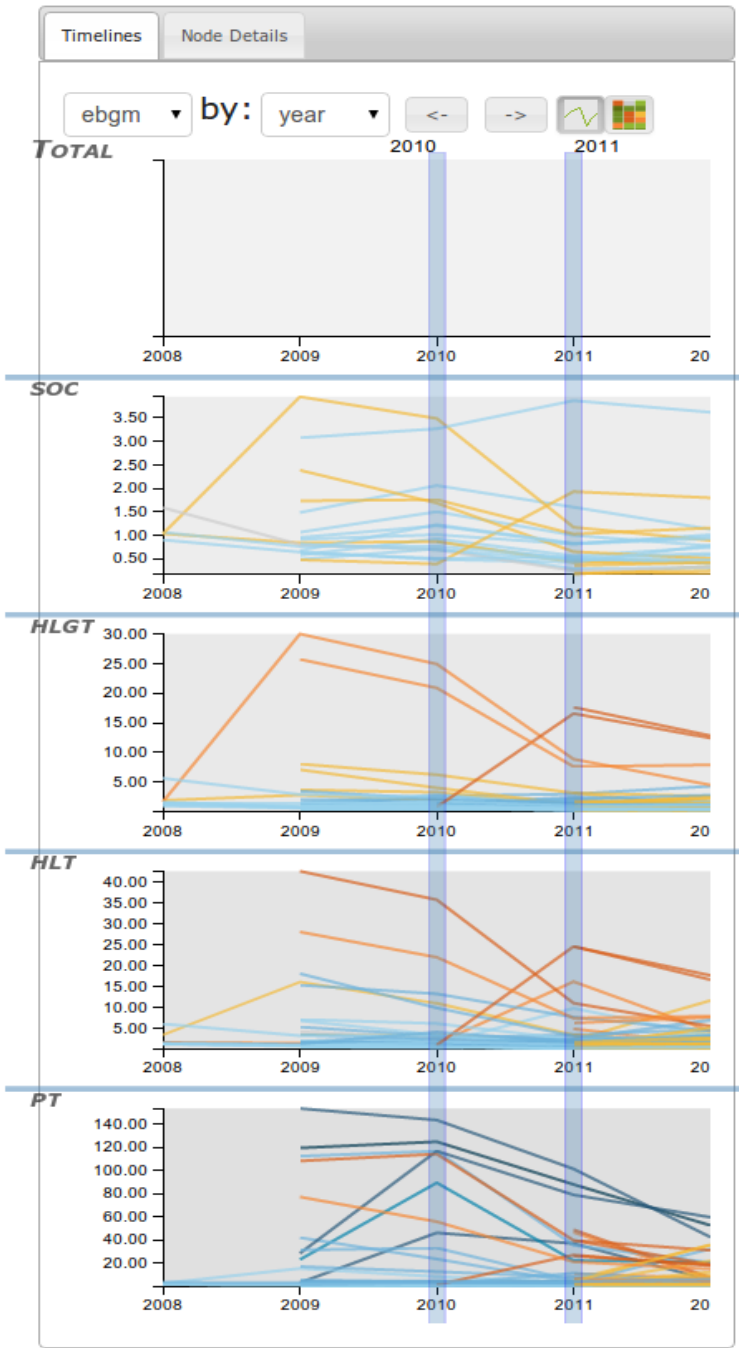 Timelines Node Details
ebgm by: year <- ->
TOTAL 2010 2011
2008 2009 2010 2011 20
SOC
3.50
3.00
2.50
2.00
1.50
1.00
0.50
2008 2009 2010 2011 20
HLGT
30.00
25.00
20.00
15.00
10.00
5.00
2008 2009 2010 2011 20
HLT
40.00
35.00
30.00
25.00
20.00
15.00
10.00
5.00
2008 2009 2010 2011 20
PT
140.00
120.00
100.00
80.00
60.00
40.00
20.00
2008 2009 2010 2011 20